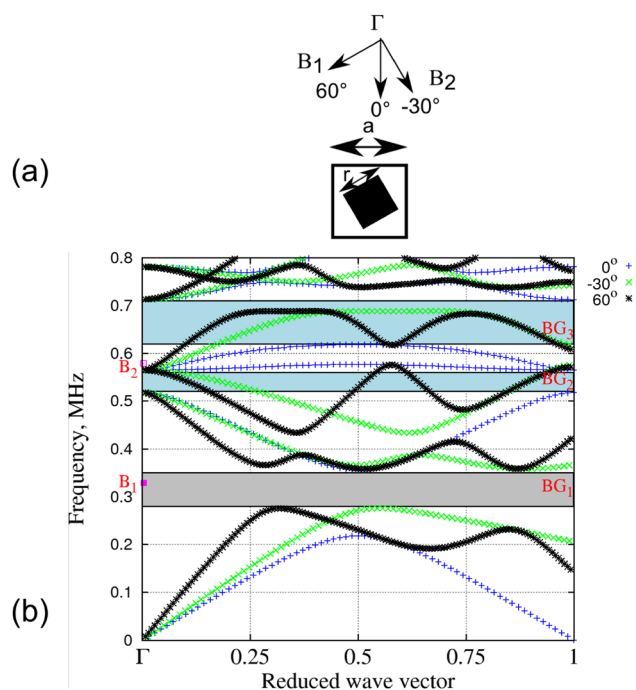 Γ
B1
B2
60°
0°
-30°
a
(a)
r
0.8
0°
-30°
60°
0.7
BG3
0.6
B2
BG2
0.5
Frequency, MHz
0.4
B1
BG1
0.3
0.2
0.1
(b)
0
Γ
0.25
0.5
0.75
1
Reduced wave vector